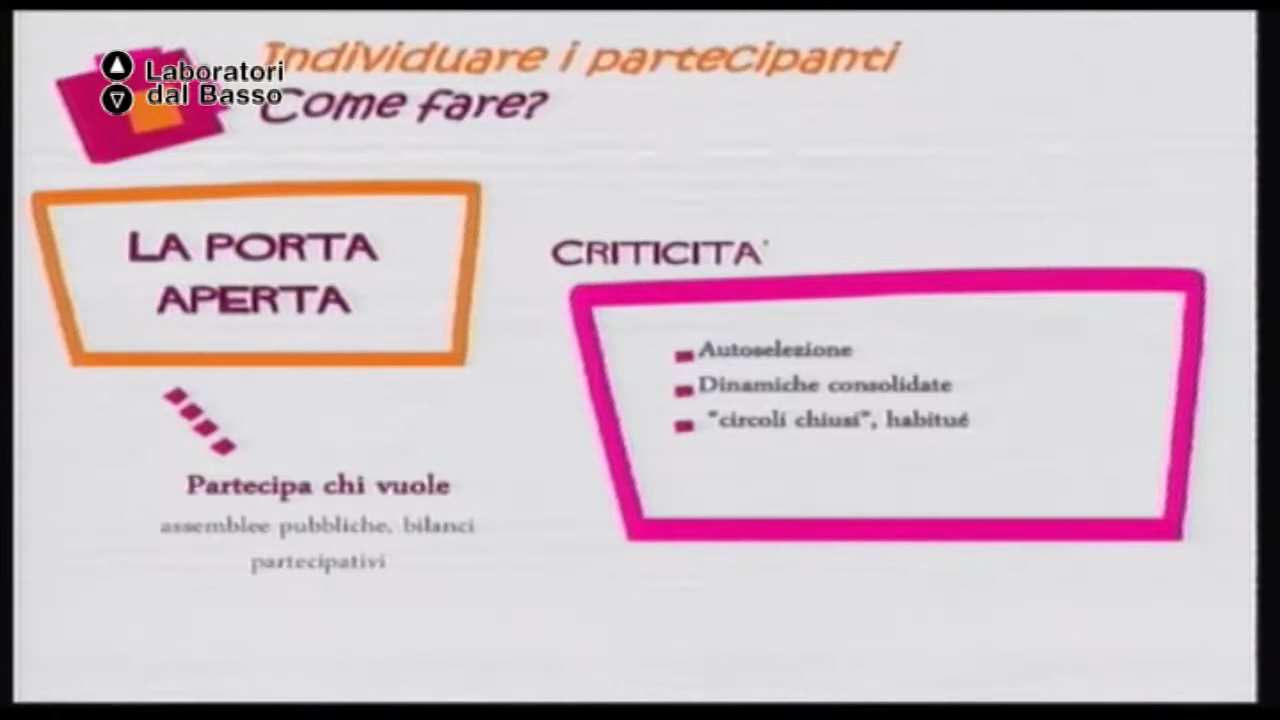 Laboratori
dal Basso
Individuare i partecipanti
Come fare?
LA PORTA
APERTA
CRITICITA'
Autoselezione
Dinamiche consolidate
"circoli chiusi", habitué
Partecipa chi vuole
assemblee pubbliche, bilanci
partecipativi